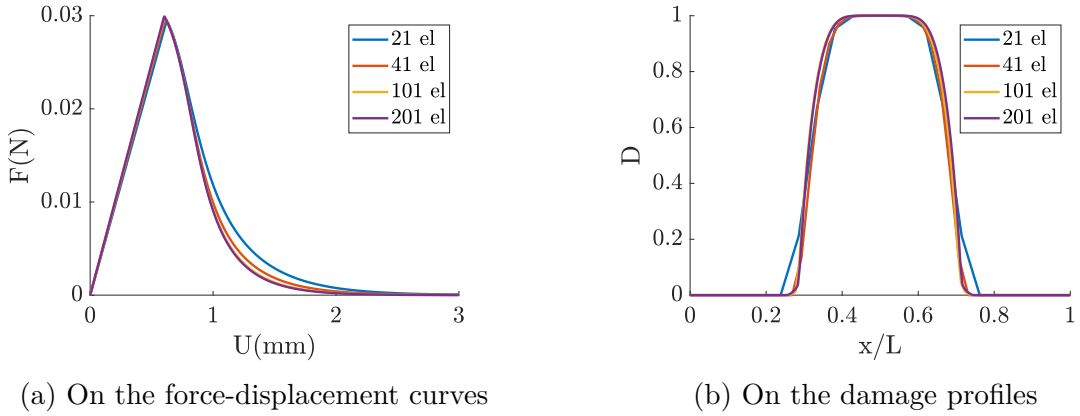 0.03
0.02
0.01
0
F(N)
0
1
2
3
U(mm)
21 el
41 el
101 el
201 el
(a) On the force-displacement curves
1
0.8
0.6
0.4
0.2
0
D
0
0.2
0.4
0.6
0.8
1
x/L
21 el
41 el
101 el
201 el
(b) On the damage profiles